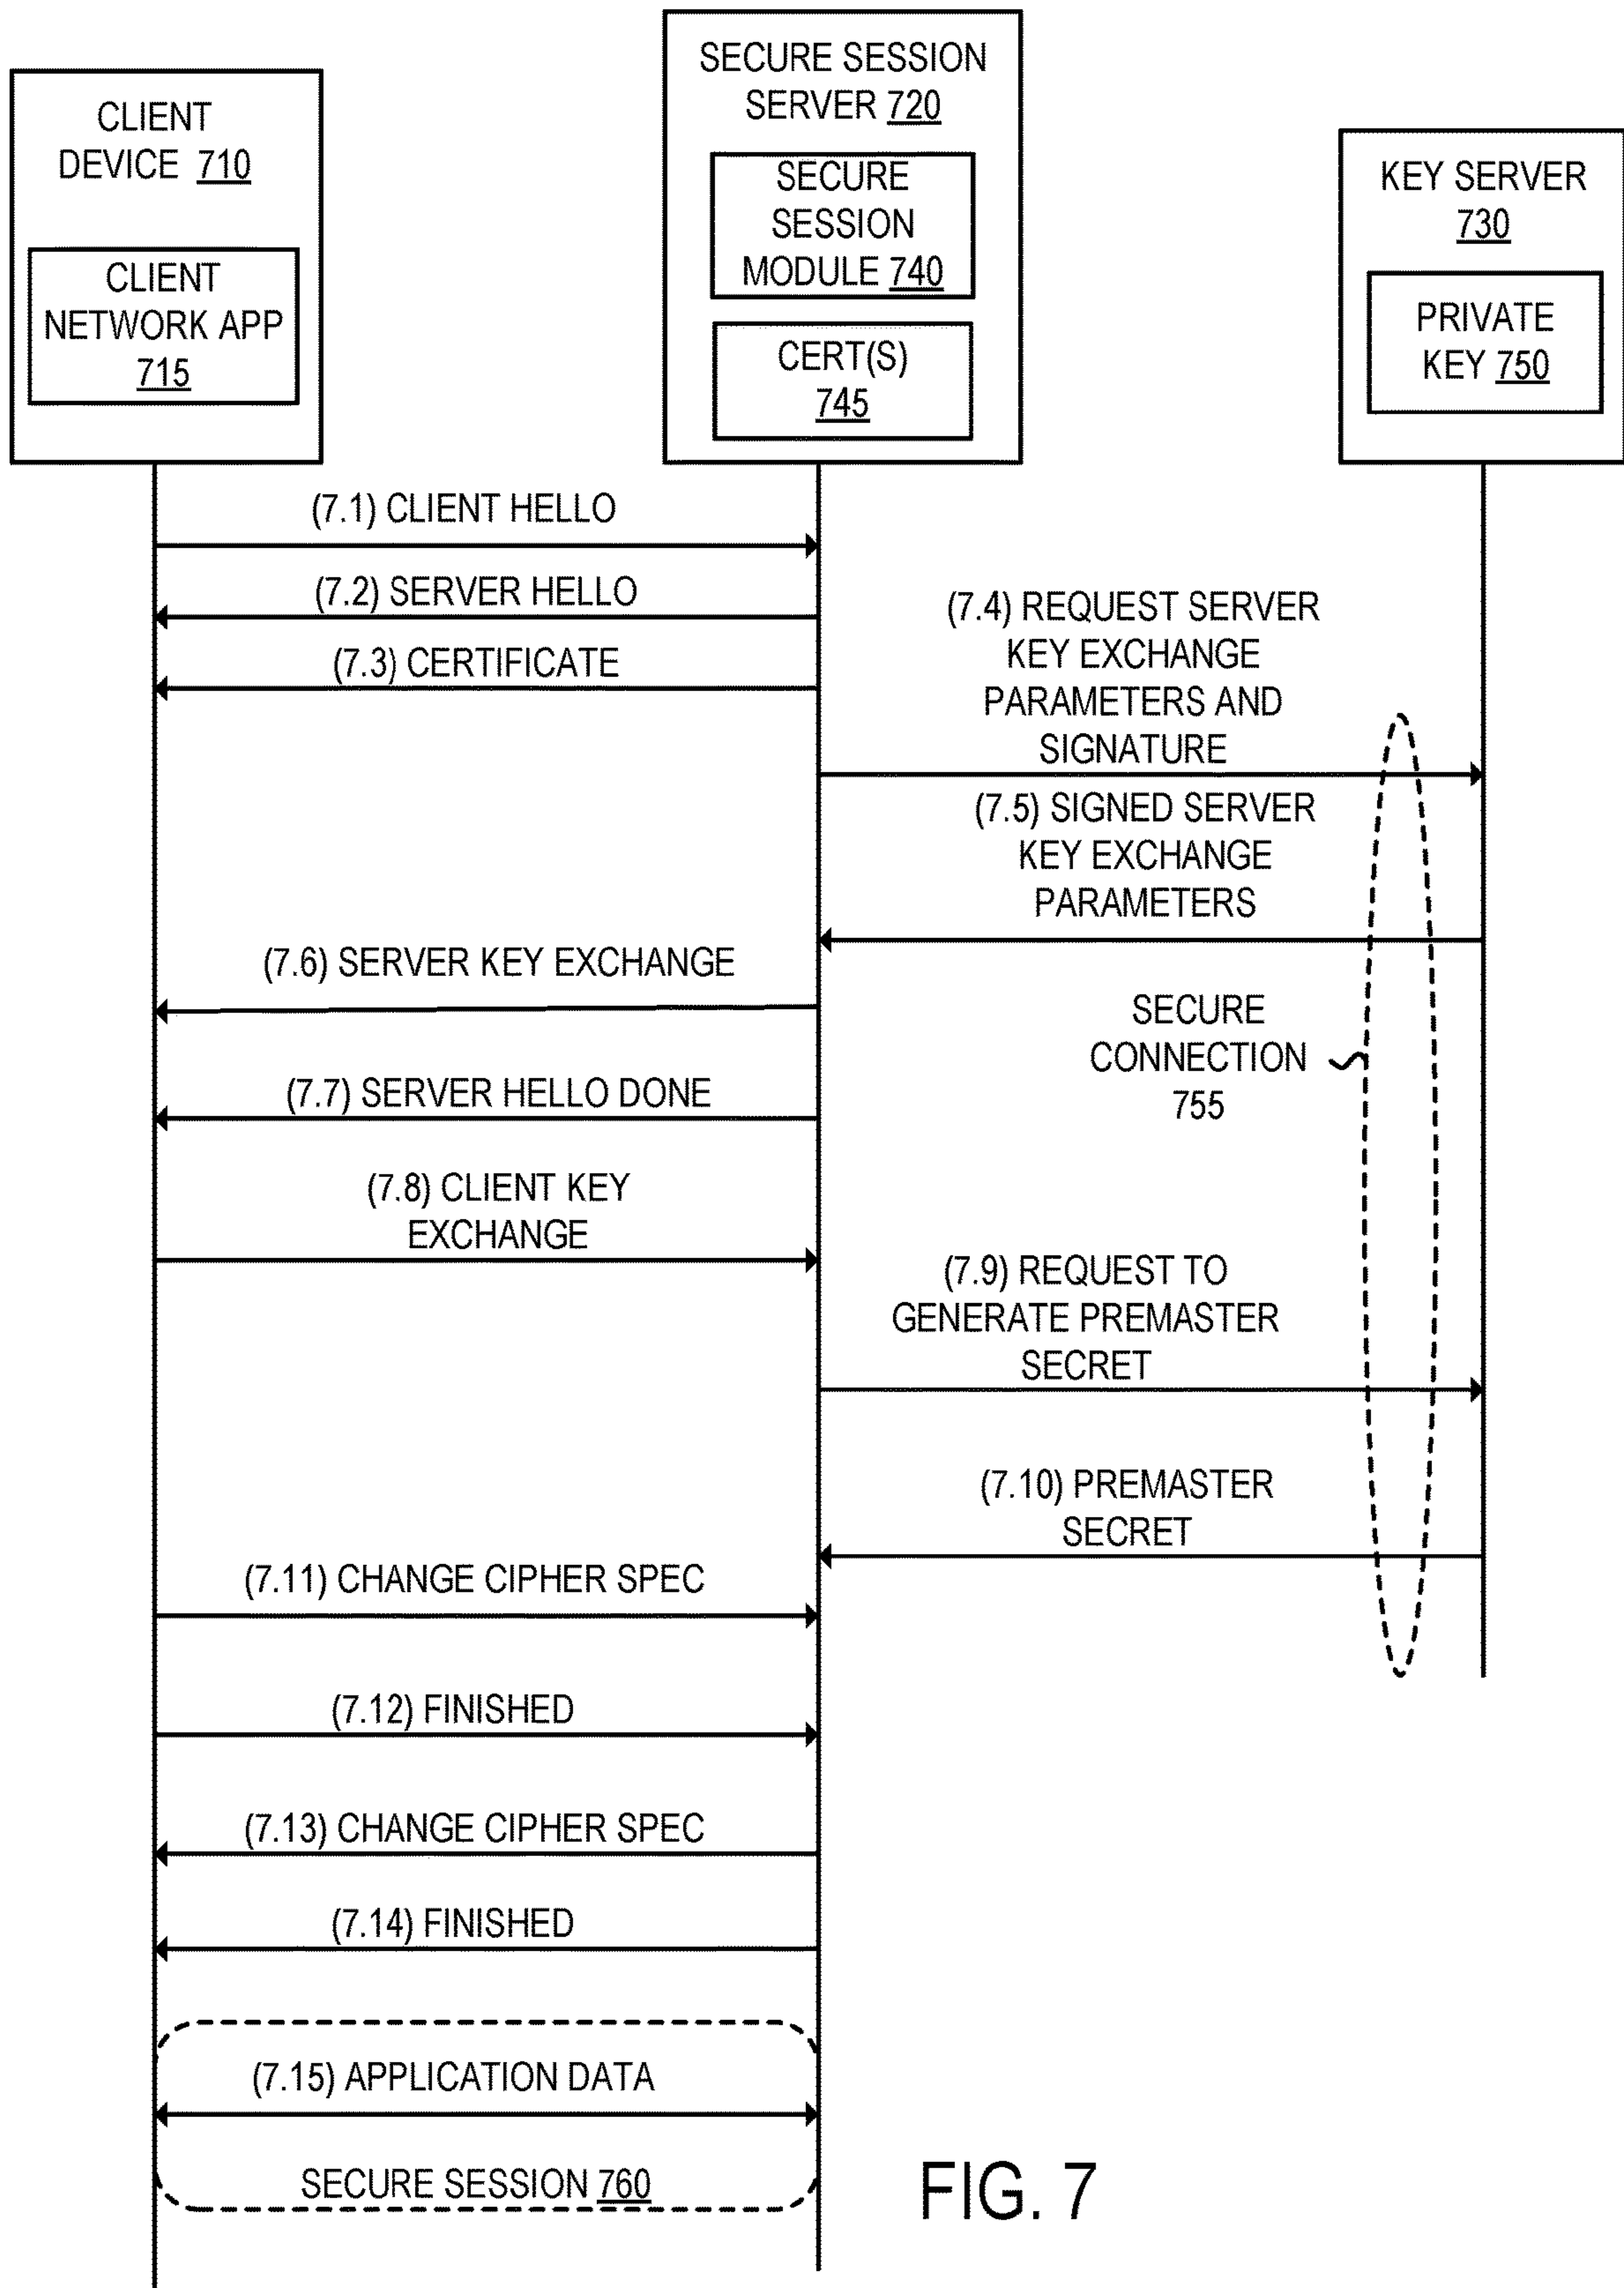 CLIENT
DEVICE 710
CLIENT
NETWORK APP
715
SECURE SESSION
SERVER 720
SECURE
SESSION
MODULE 740
CERT(S)
745
KEY SERVER
730
PRIVATE
KEY 750
(7.1) CLIENT HELLO
(7.2) SERVER HELLO
(7.3) CERTIFICATE
(7.4) REQUEST SERVER
KEY EXCHANGE
PARAMETERS AND
SIGNATURE
(7.5) SIGNED SERVER
KEY EXCHANGE
PARAMETERS
(7.6) SERVER KEY EXCHANGE
SECURE
CONNECTION
755
(7.7) SERVER HELLO DONE
(7.8) CLIENT KEY
EXCHANGE
(7.9) REQUEST TO
GENERATE PREMASTER
SECRET
(7.10) PREMASTER
SECRET
(7.11) CHANGE CIPHER SPEC
(7.12) FINISHED
(7.13) CHANGE CIPHER SPEC
(7.14) FINISHED
(7.15) APPLICATION DATA
SECURE SESSION 760
FIG. 7